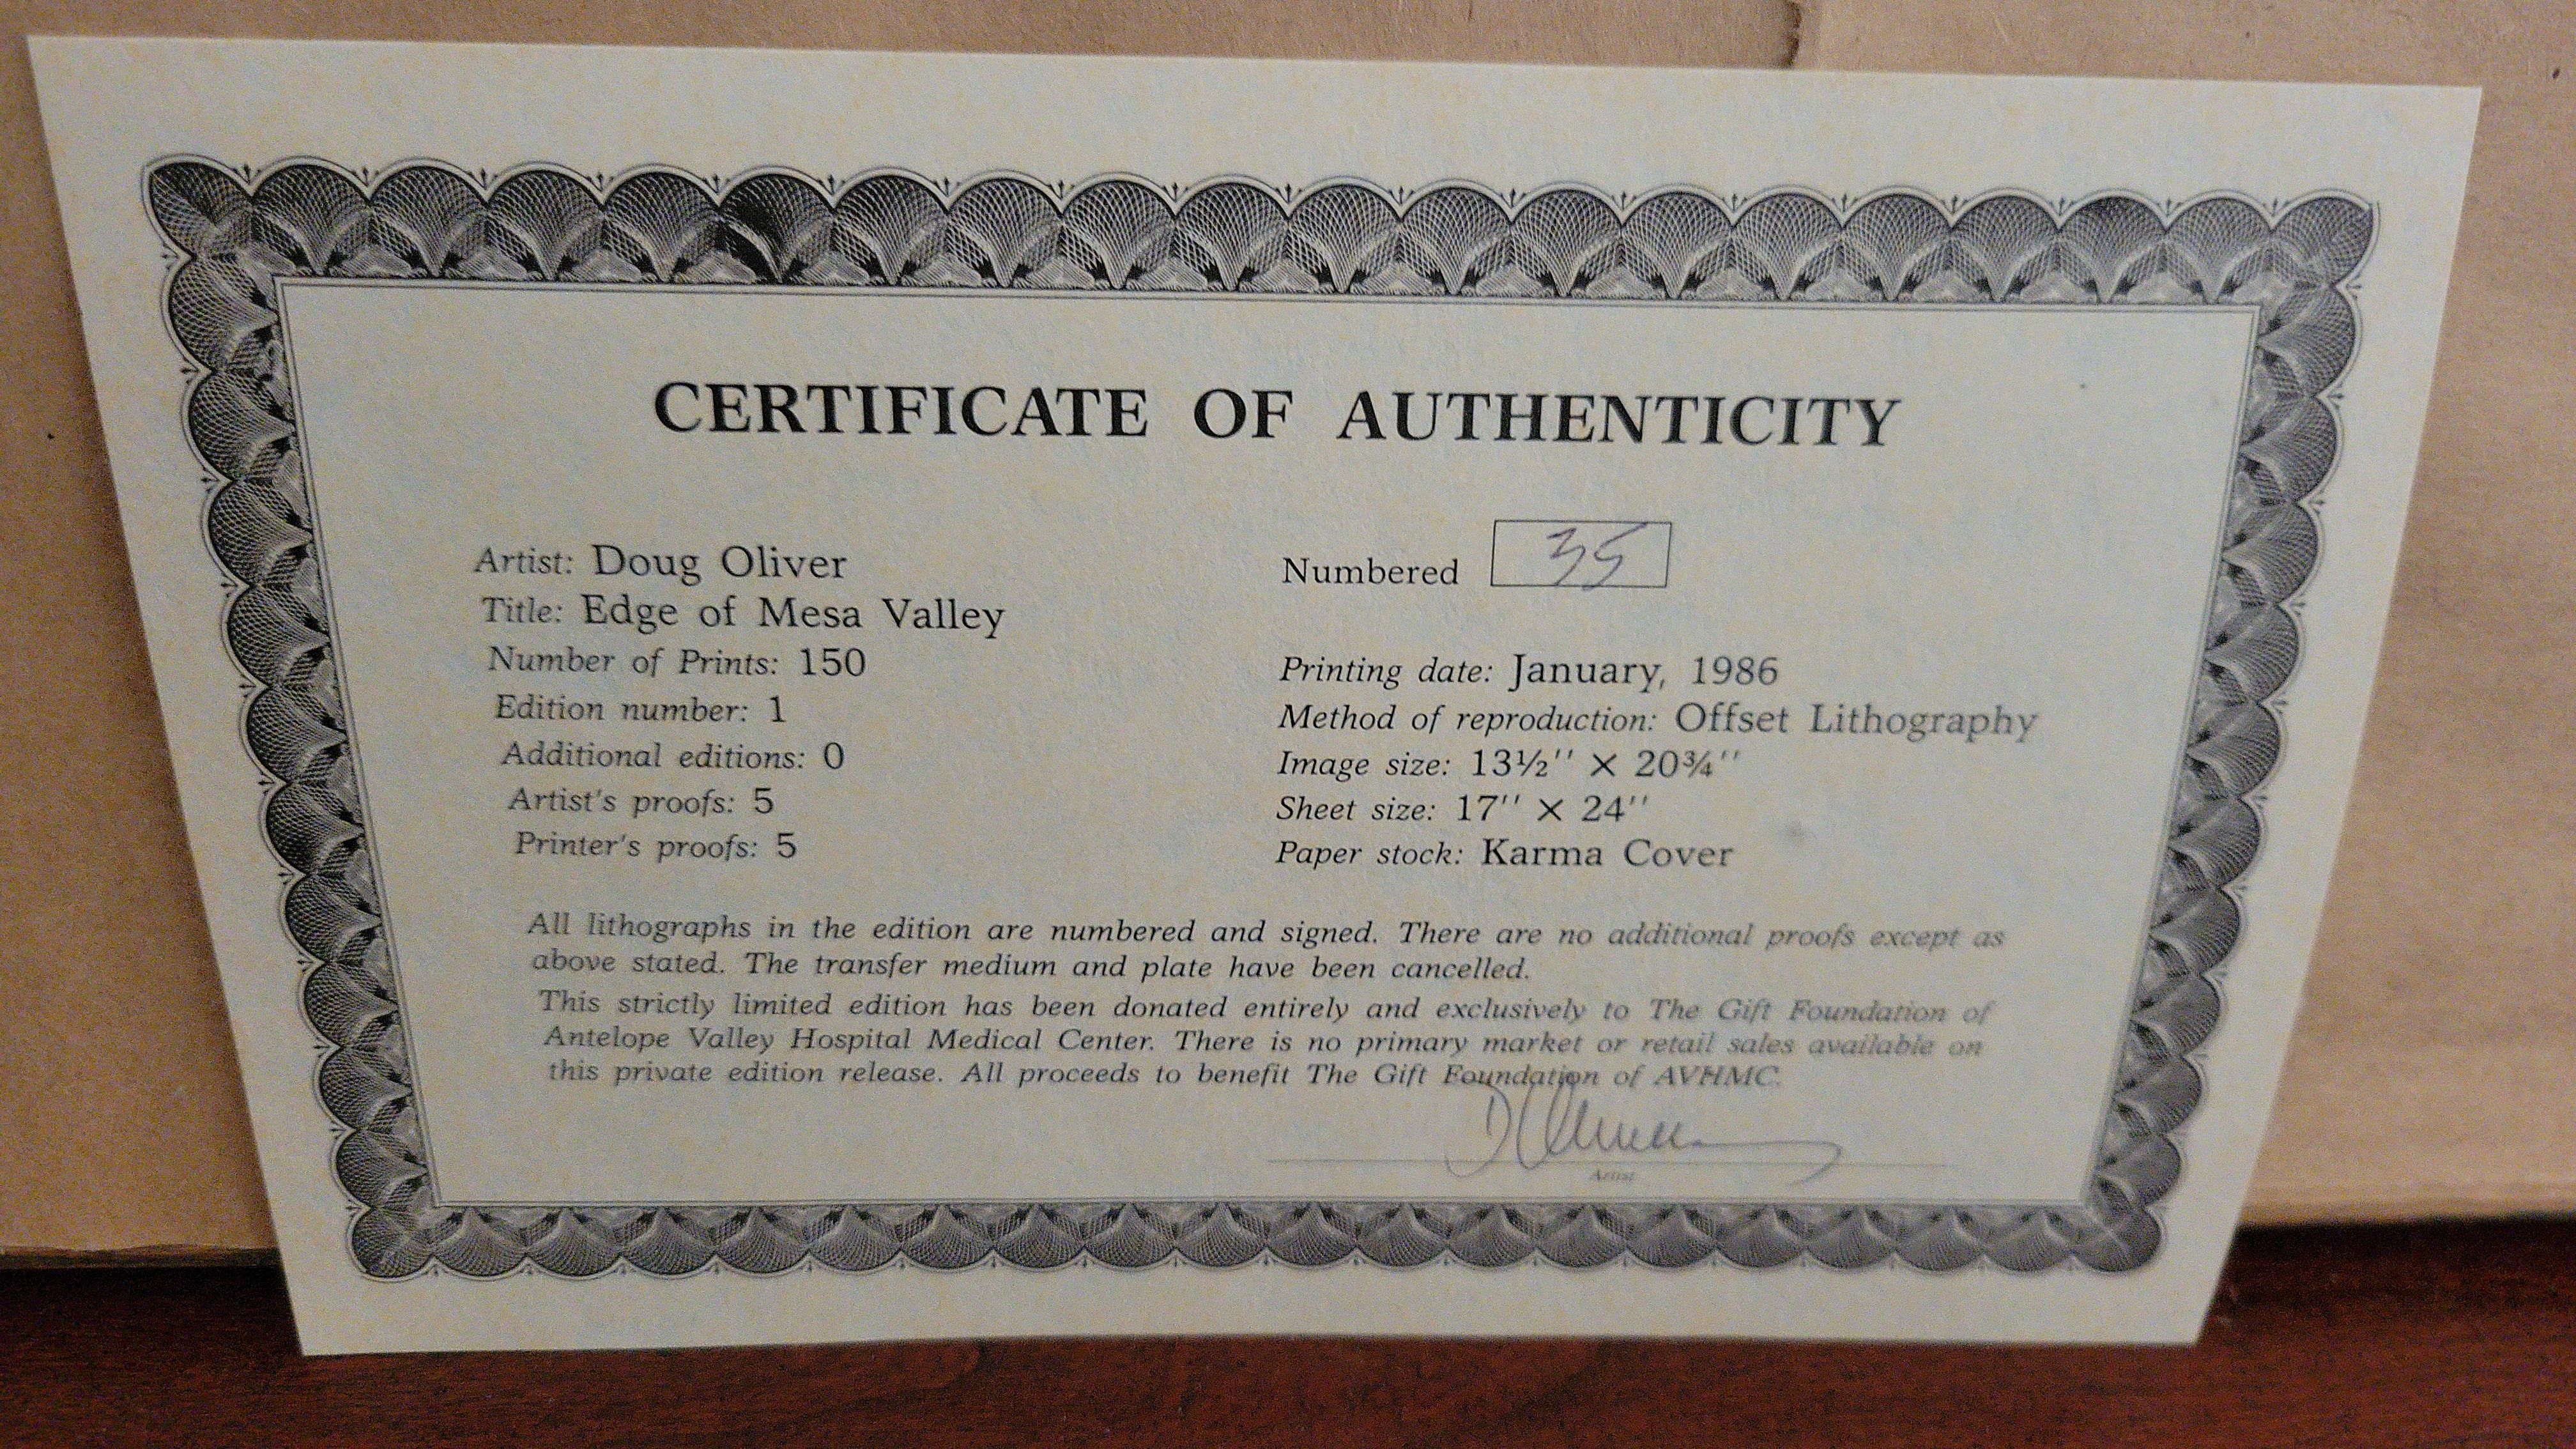 CERTIFICATE OF AUTHENTICITY
Artist: Doug Oliver
Title: Edge of Mesa Valley
Number of Prints: 150
Edition number: 1
Additional editions: 0
Artist's proofs: 5
Printer's proofs: 5
Numbered 35
Printing date: January, 1986
Method of reproduction: Offset Lithography
Image size: 13½'' × 20¾''
Sheet size: 17'' × 24''
Paper stock: Karma Cover
All lithographs in the edition are numbered and signed. There are no additional proofs except as
above stated. The transfer medium and plate have been cancelled.
This strictly limited edition has been donated entirely and exclusively to The Gift Foundation of
Antelope Valley Hospital Medical Center. There is no primary market or retail sales available on
this private edition release. All proceeds to benefit The Gift Foundation of AVHMC.
Artist